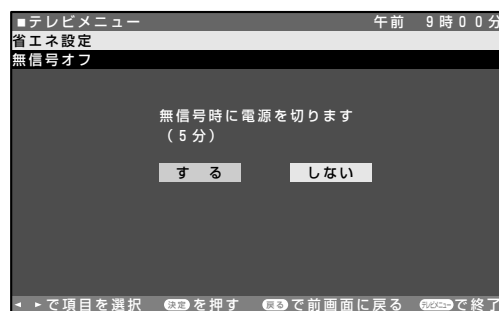 ■テレビメニュー 午前 9時00分
省エネ設定
無信号オフ
無信号時に電源を切ります
（5分）
する しない
◄ ►で項目を選択 決定を押す 戻るで前画面に戻る テレビメニューで終了